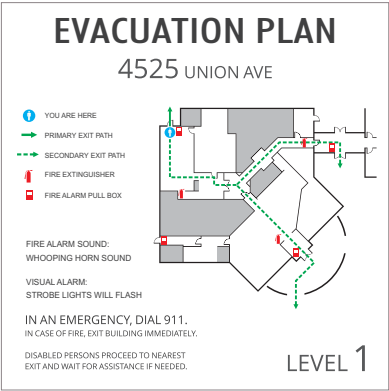 EVACUATION PLAN
4525 UNION AVE
YOU ARE HERE
PRIMARY EXIT PATH
SECONDARY EXIT PATH
FIRE EXTINGUISHER
FIRE ALARM PULL BOX
FIRE ALARM SOUND:
WHOOPING HORN SOUND
VISUAL ALARM:
STROBE LIGHTS WILL FLASH
IN AN EMERGENCY, DIAL 911.
IN CASE OF FIRE, EXIT BUILDING IMMEDIATELY.
DISABLED PERSONS PROCEED TO NEAREST
EXIT AND WAIT FOR ASSISTANCE IF NEEDED.
LEVEL 1